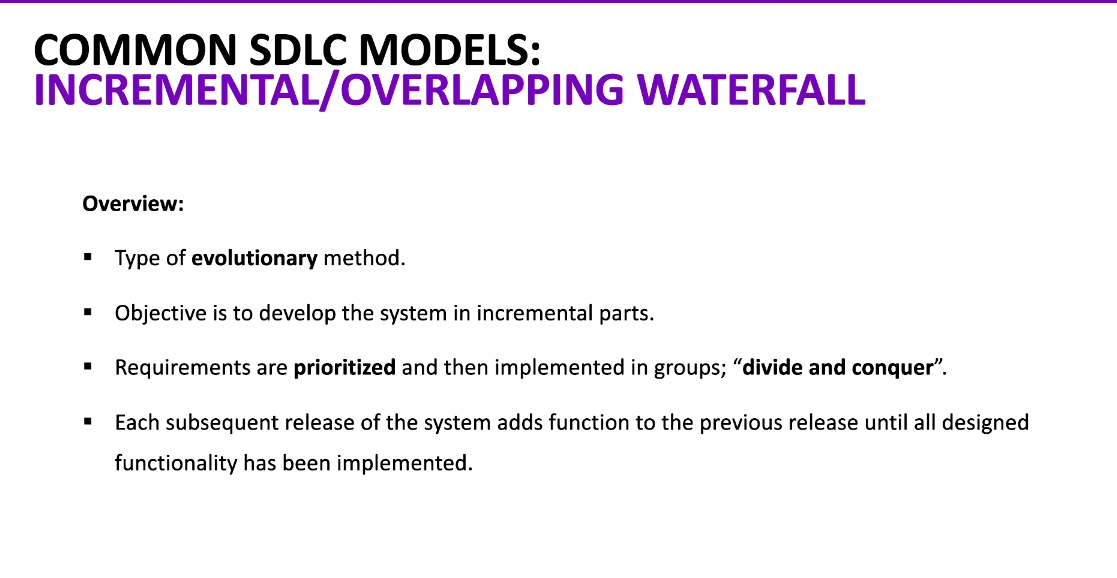 COMMON SDLC MODELS:
INCREMENTAL/OVERLAPPING WATERFALL
Overview:
▪ Type of evolutionary method.
▪ Objective is to develop the system in incremental parts.
▪ Requirements are prioritized and then implemented in groups; “divide and conquer”.
▪ Each subsequent release of the system adds function to the previous release until all designed
functionality has been implemented.